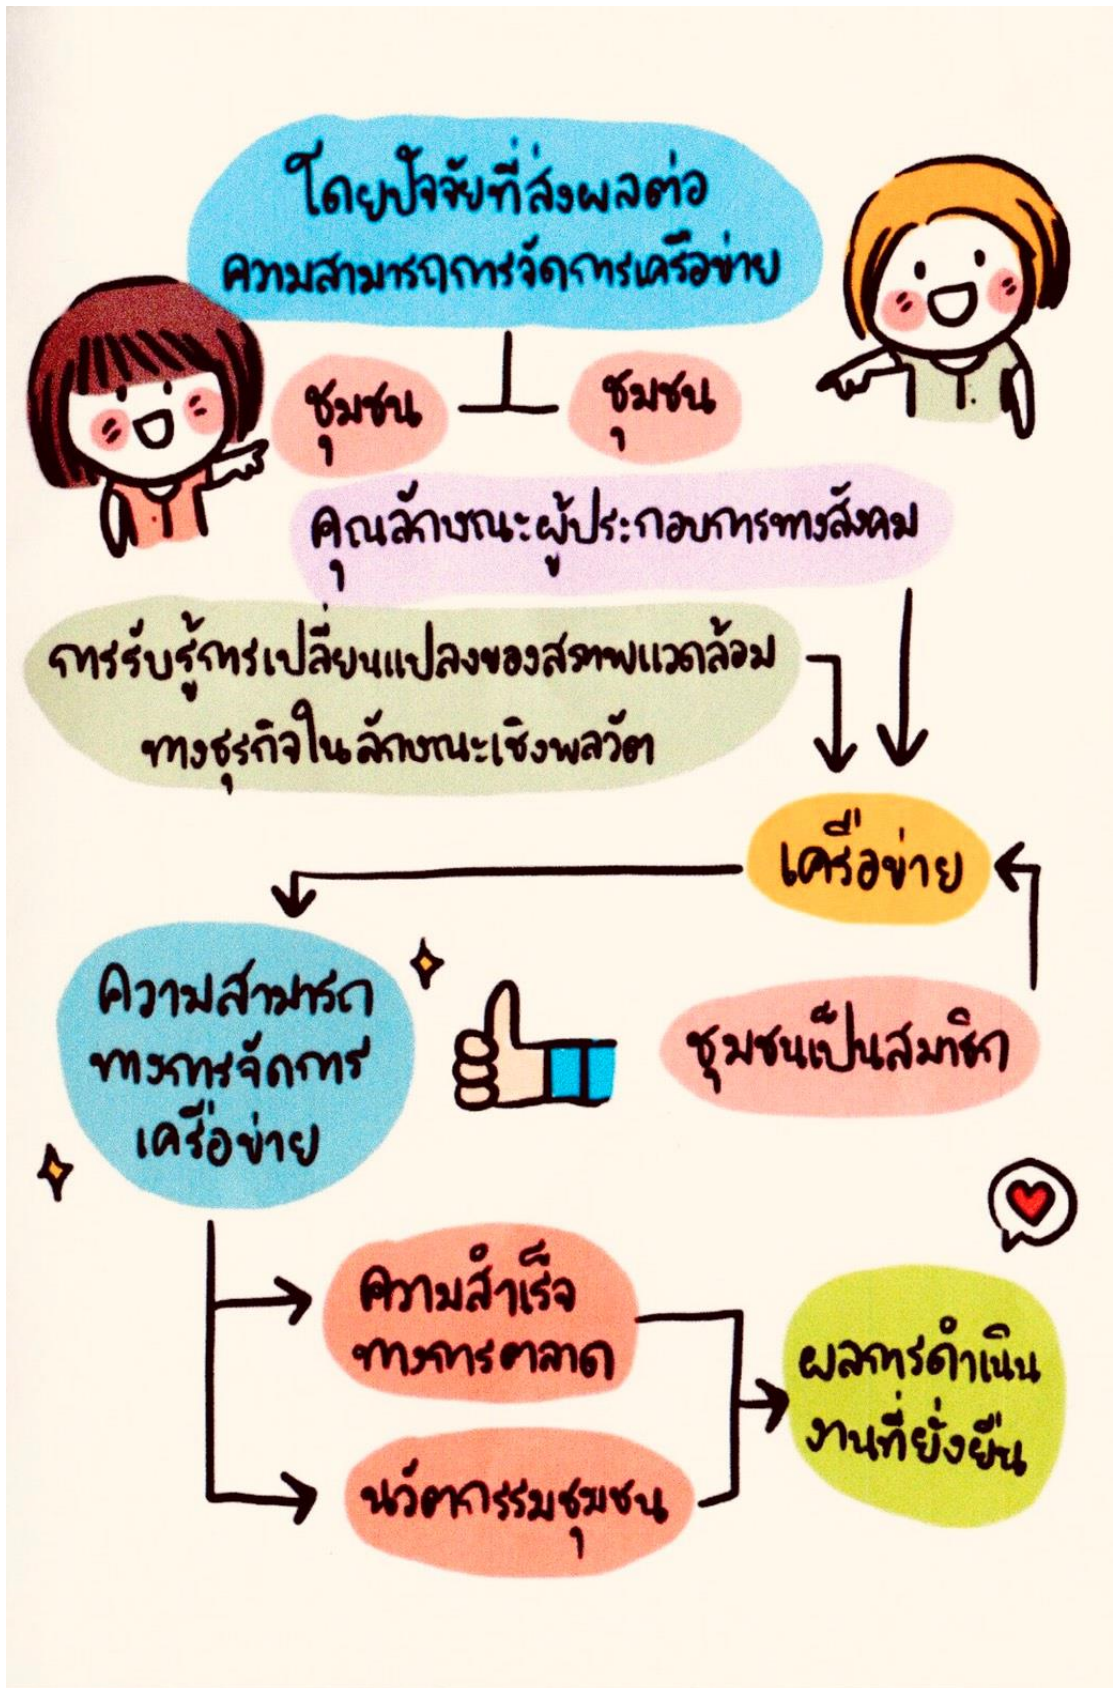 โดยปัจจัยที่ส่งผลต่อ
ความสามารถการจัดการเครือข่าย
ชุมชน
ชุมชน
คุณลักษณะผู้ประกอบการทางสังคม
การรับรู้การเปลี่ยนแปลงของสภาพแวดล้อม
ทางธุรกิจในลักษณะเชิงพลวัต
เครือข่าย
ความสามารถ
ทางการจัดการ
เครือข่าย
ชุมชนเป็นสมาชิก
ความสำเร็จ
ทางการตลาด
ผลการดำเนิน
งานที่ยั่งยืน
นวัตกรรมชุมชน